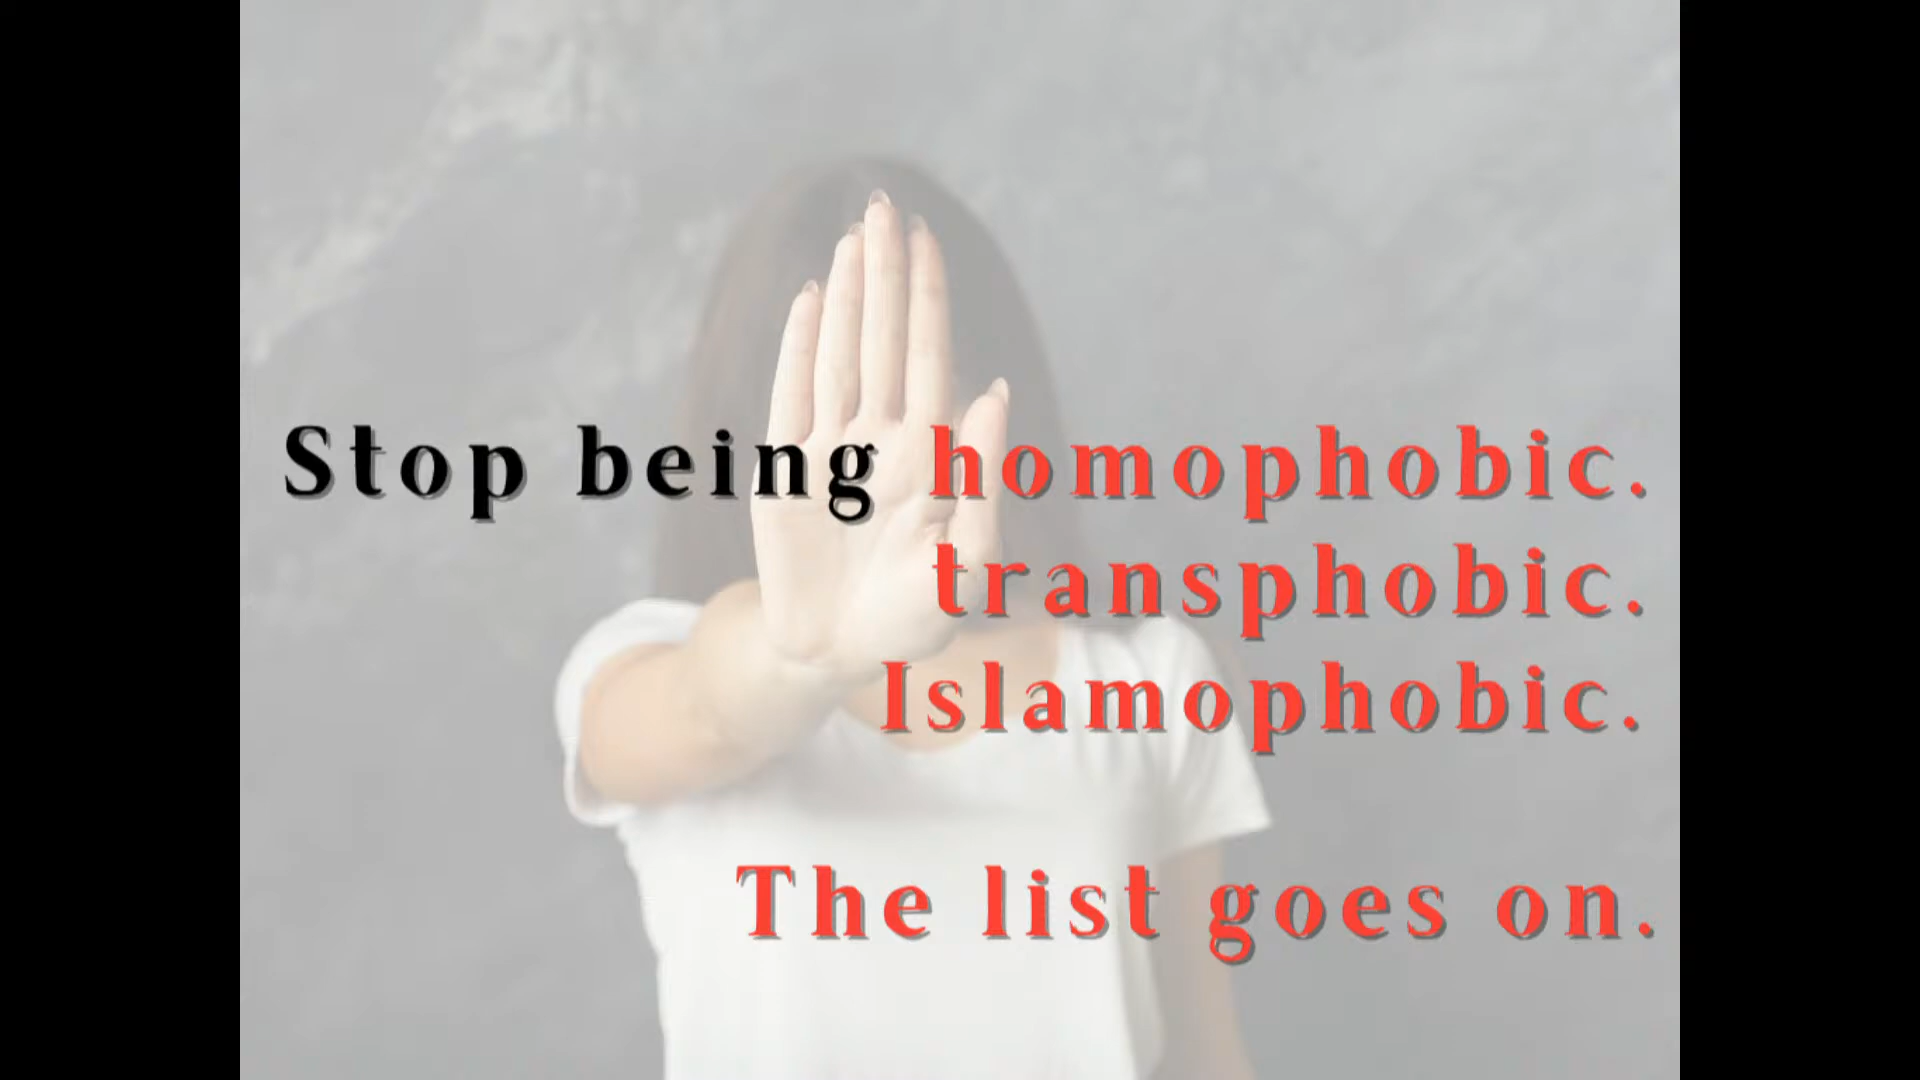 Stop being homophobic.
transphobic.
Islamophobic.
The list goes on.